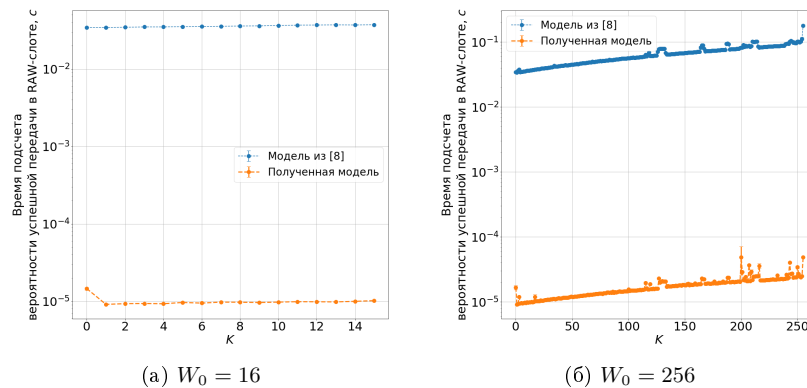 Время подсчета
вероятности успешной передачи в RAW-слоте, с
10⁻²
10⁻³
10⁻⁴
10⁻⁵
Модель из [8]
Полученная модель
0 2 4 6 8 10 12 14
K
(а) W₀ = 16
Время подсчета
вероятности успешной передачи в RAW-слоте, с
10⁻¹
10⁻²
10⁻³
10⁻⁴
10⁻⁵
Модель из [8]
Полученная модель
0 50 100 150 200 250
K
(б) W₀ = 256